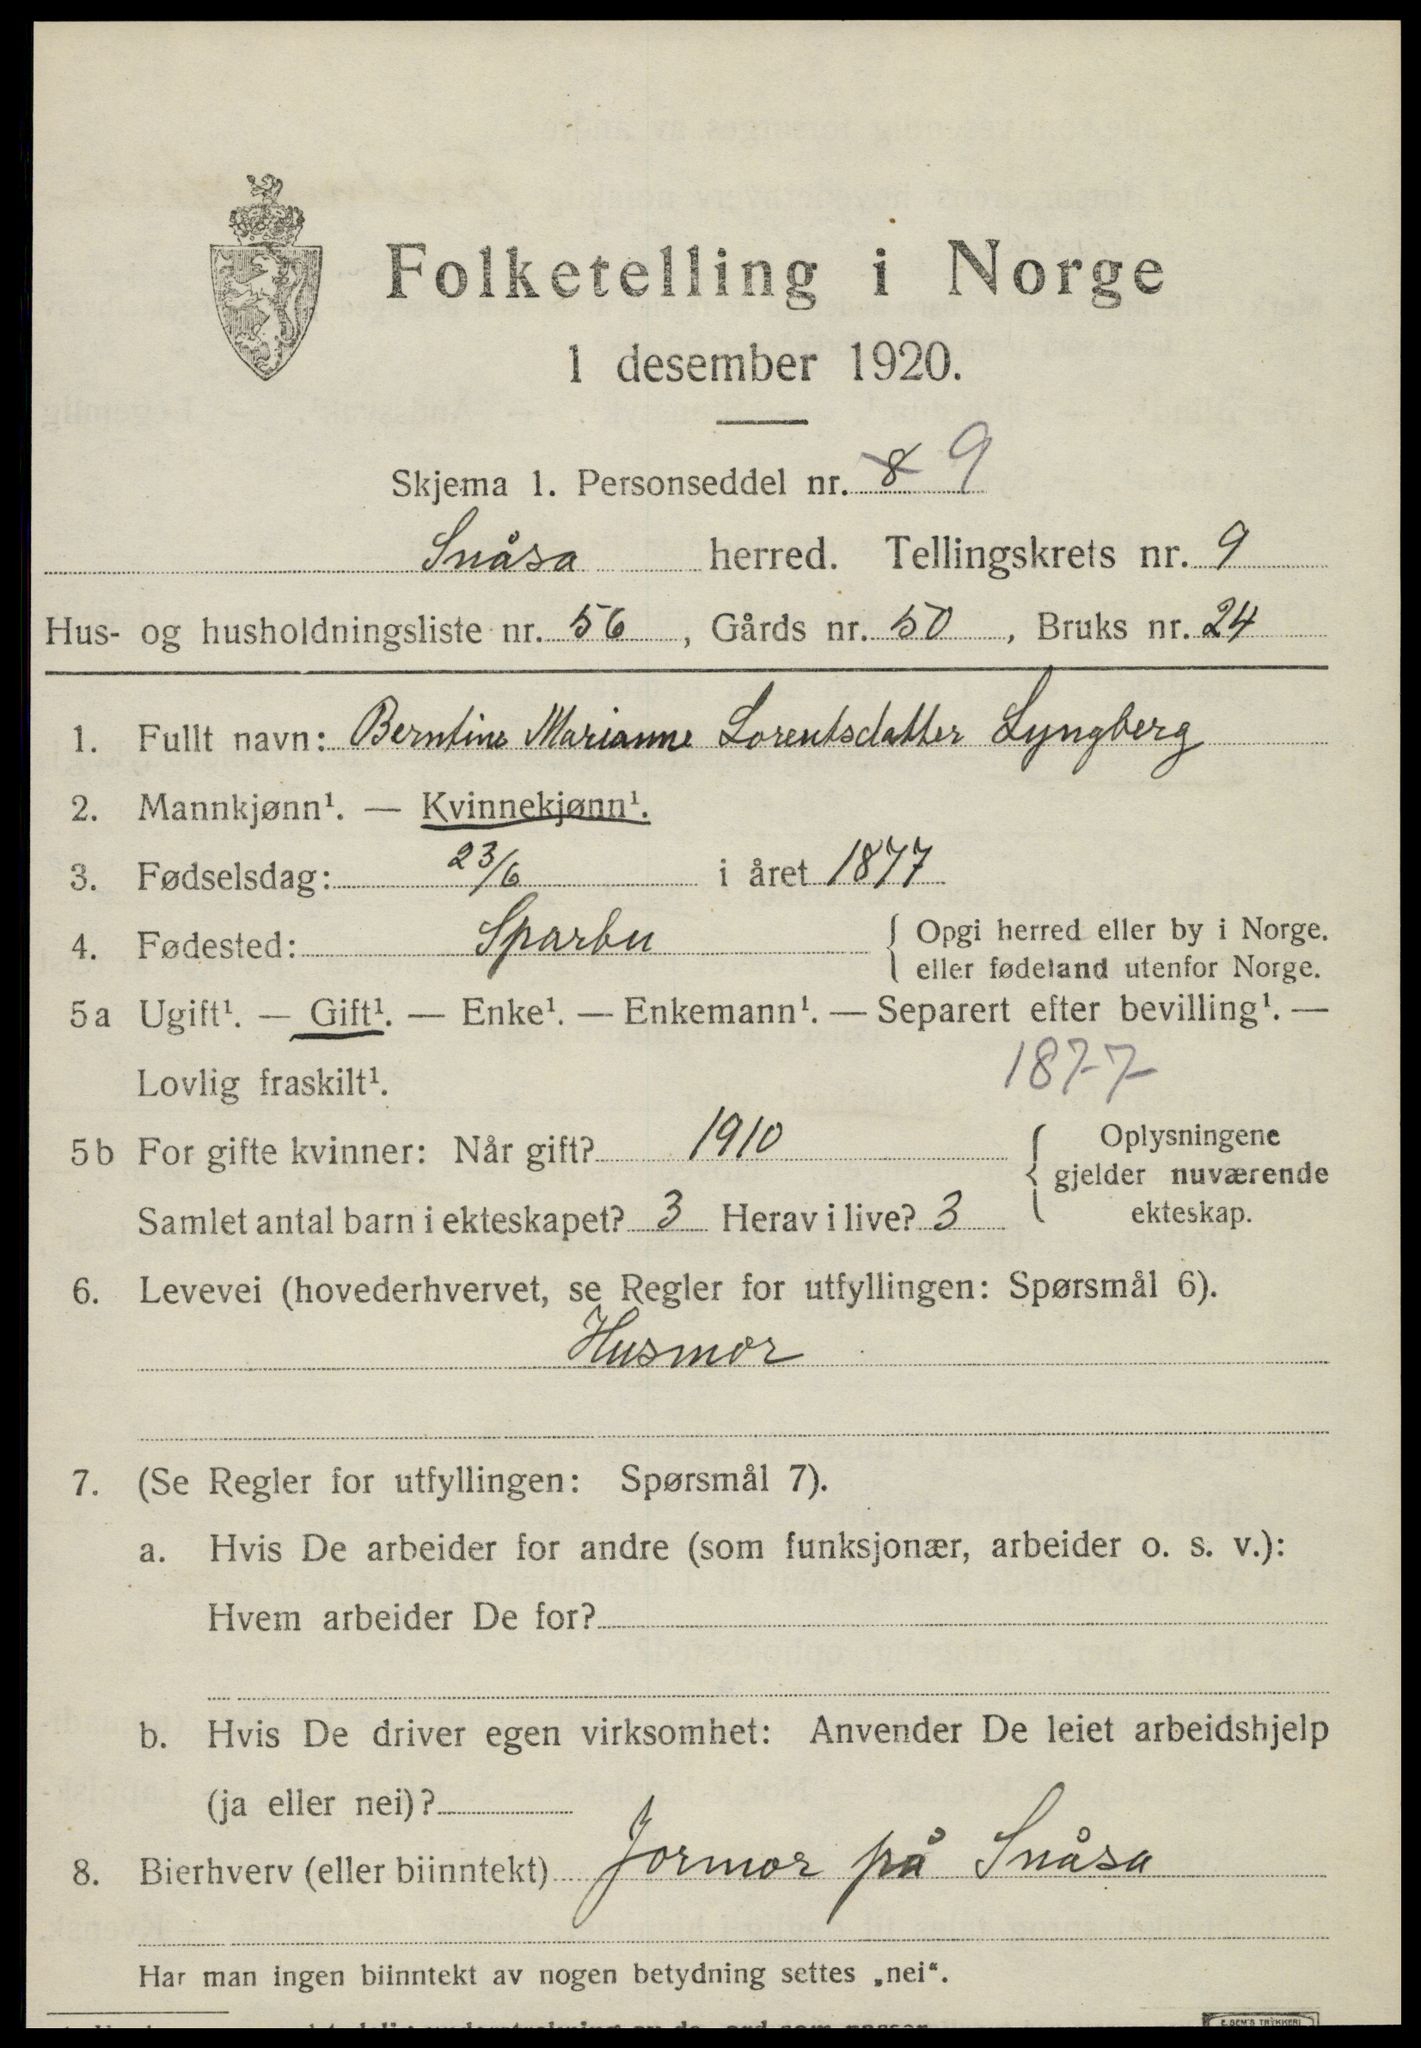 Folketelling i Norge
1 desember 1920.
Skjema 1. Personseddel nr. 8 9
Snåsa herred. Tellingskrets nr. 9
Hus- og husholdningsliste nr. 56, Gårds nr. 50, Bruks nr. 24
1. Fullt navn: Berntine Marianne Lorentsdatter Lyngberg
2. Mannkjønn¹. — Kvinnekjønn¹.
3. Fødselsdag: 23/6 i året 1877
4. Fødested: Sparbu { Opgi herred eller by i Norge.
eller fødeland utenfor Norge.
5a Ugift¹. — Gift¹. — Enke¹. — Enkemann¹. — Separert efter bevilling¹. —
Lovlig fraskilt¹. 1877
5b For gifte kvinner: Når gift? 1910 { Oplysningene
gjelder nuværende
Samlet antal barn i ekteskapet? 3 Herav i live? 3 ekteskap.
6. Levevei (hovederhvervet, se Regler for utfyllingen: Spørsmål 6).
Husmor
7. (Se Regler for utfyllingen: Spørsmål 7).
a. Hvis De arbeider for andre (som funksjonær, arbeider o. s. v.):
Hvem arbeider De for?
b. Hvis De driver egen virksomhet: Anvender De leiet arbeidshjelp
(ja eller nei)?
8. Bierhverv (eller biinntekt) Jormor på Snåsa
Har man ingen biinntekt av nogen betydning settes „nei“.